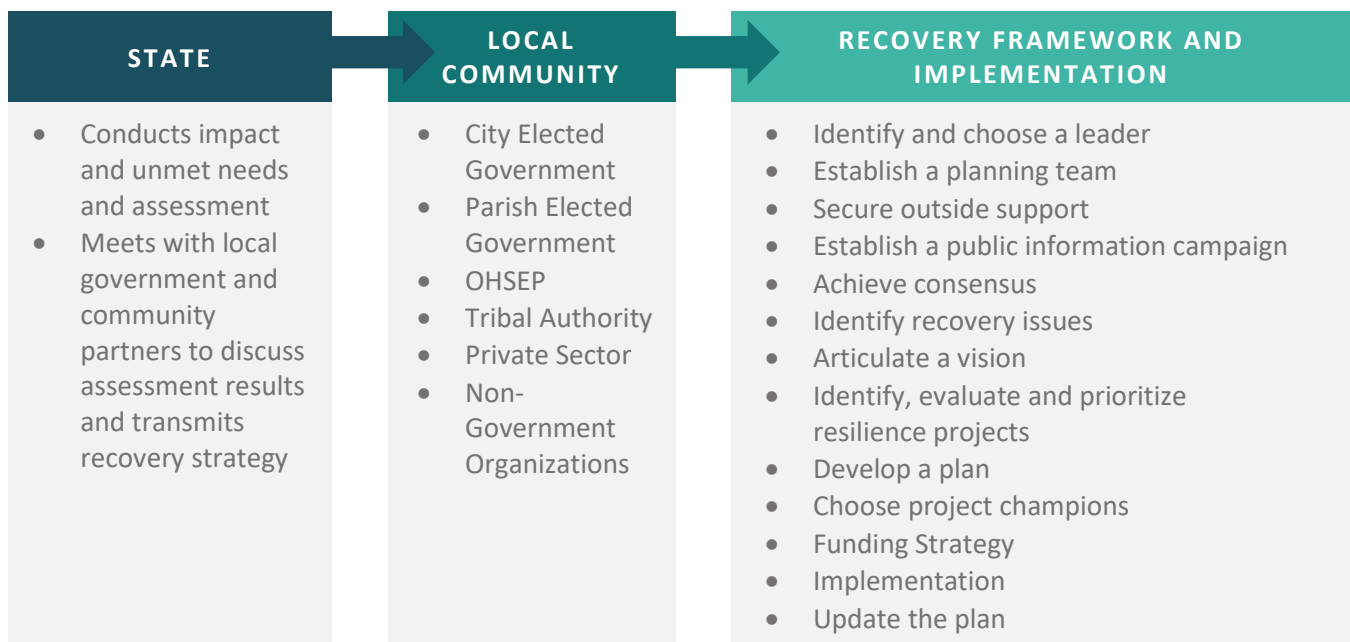 STATE
• Conducts impact
and unmet needs
and assessment
• Meets with local
government and
community
partners to discuss
assessment results
and transmits
recovery strategy
LOCAL
COMMUNITY
• City Elected
Government
• Parish Elected
Government
• OHSEP
• Tribal Authority
• Private Sector
• Non-
Government
Organizations
RECOVERY FRAMEWORK AND
IMPLEMENTATION
• Identify and choose a leader
• Establish a planning team
• Secure outside support
• Establish a public information campaign
• Achieve consensus
• Identify recovery issues
• Articulate a vision
• Identify, evaluate and prioritize
resilience projects
• Develop a plan
• Choose project champions
• Funding Strategy
• Implementation
• Update the plan